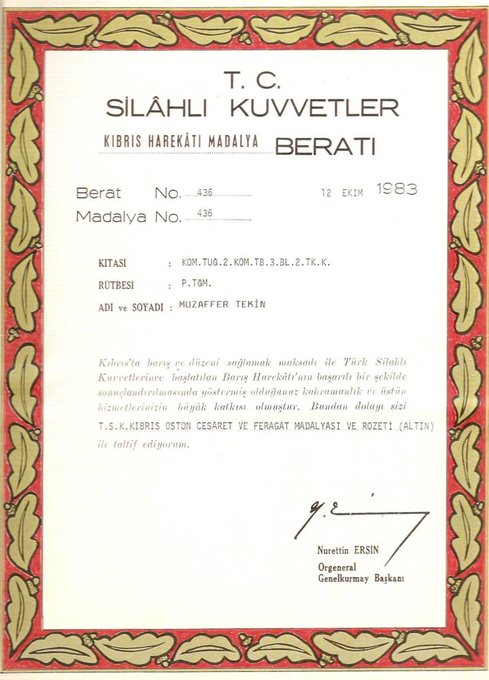 T. C.
SİLÂHLI KUVVETLER
KIBRIS HAREKÂTI MADALYA BERATI
Berat No. 436 12 EKİM 1983
Madalya No. 436
KITASI : KOM.TUĞ.2.KOM.TB.3.BL.2.TK.K.
RÜTBESİ : P.TĞM.
ADI ve SOYADI : MUZAFFER TEKİN
Kıbrıs'ta barış ve düzeni sağlamak maksadı ile Türk Silahlı
Kuvvetlerince başlatılan Barış Harekâtı'nın başarılı bir şekilde
sonuçlandırılmasında göstermiş olduğunuz kahramanlık ve üstün
hizmetlerinizin büyük katkısı olmuştur. Bundan dolayı sizi
T.S.K.KIBRIS ÜSTÜN CESARET VE FERAGAT MADALYASI VE ROZETİ (ALTIN)
ile taltif ediyorum.
Nurettin ERSİN
Orgeneral
Genelkurmay Başkanı